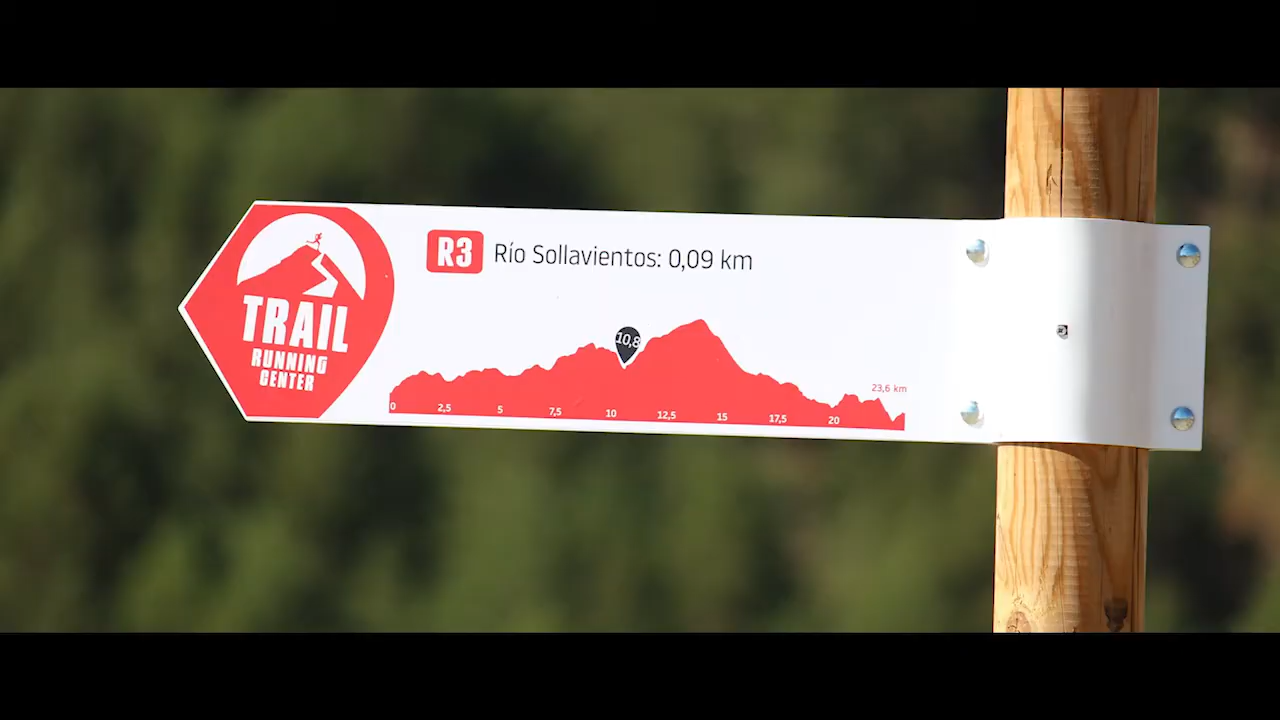 TRAIL
RUNNING
CENTER
R3 Río Sollavientos: 0,09 km
10,8
23,6 km
0 2,5 5 7,5 10 12,5 15 17,5 20